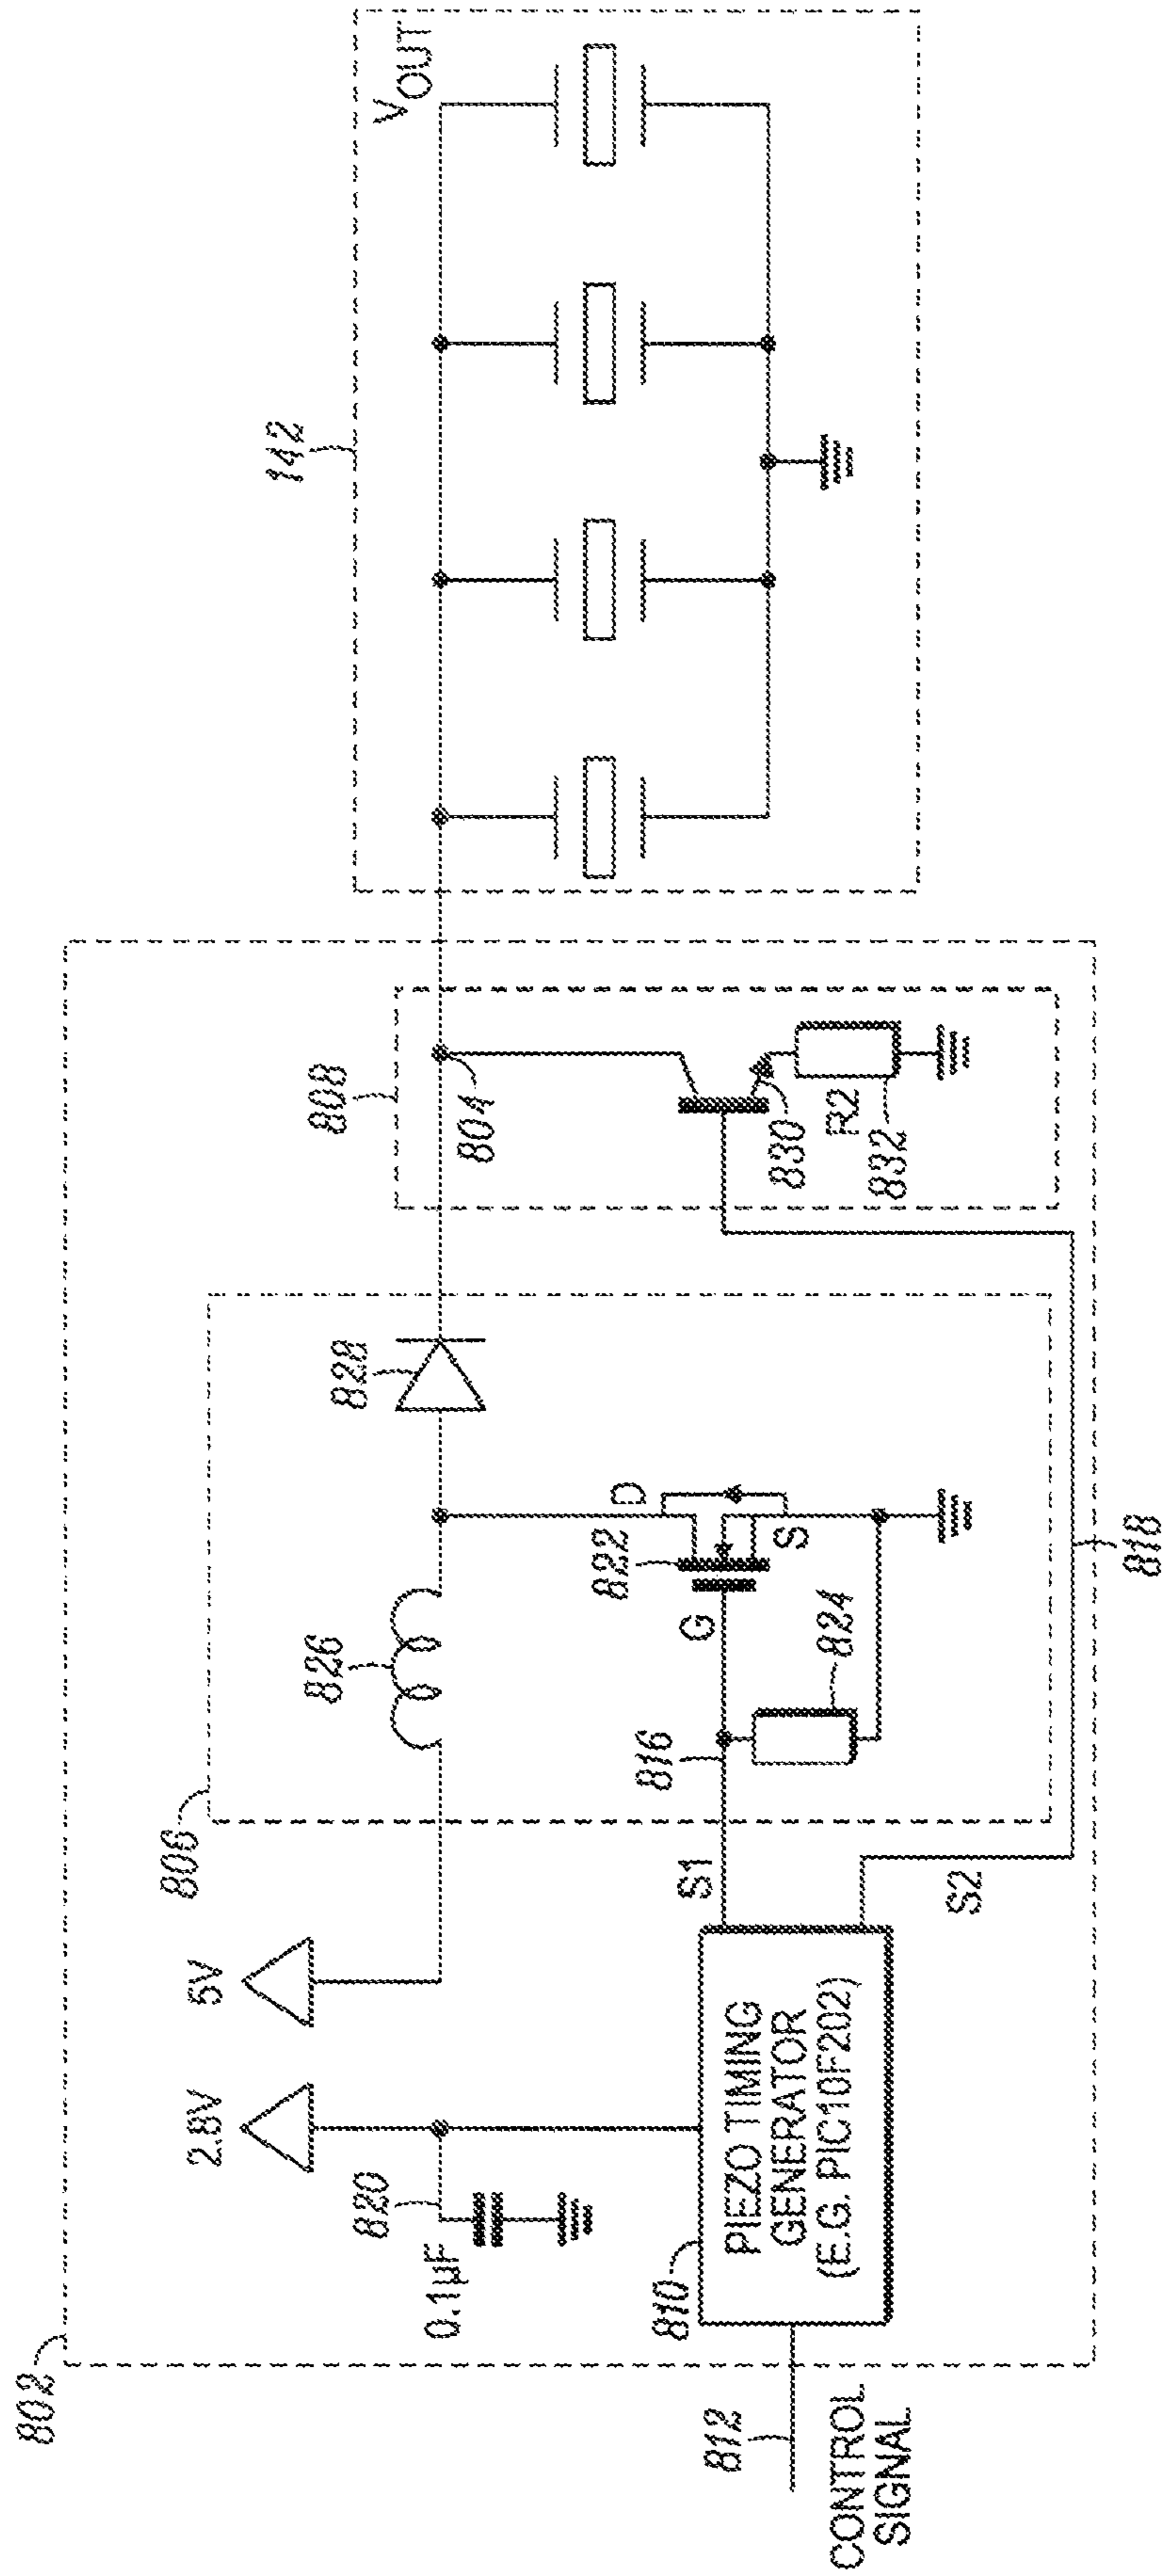 802
806
808
142
2.8V
5V
820
0.1µF
826
828
804
VOUT
810
PIEZO TIMING
GENERATOR
(E.G. PIC10F202)
812
CONTROL
SIGNAL
S1
S2
816
824
G
822
D
S
818
830
R2
832